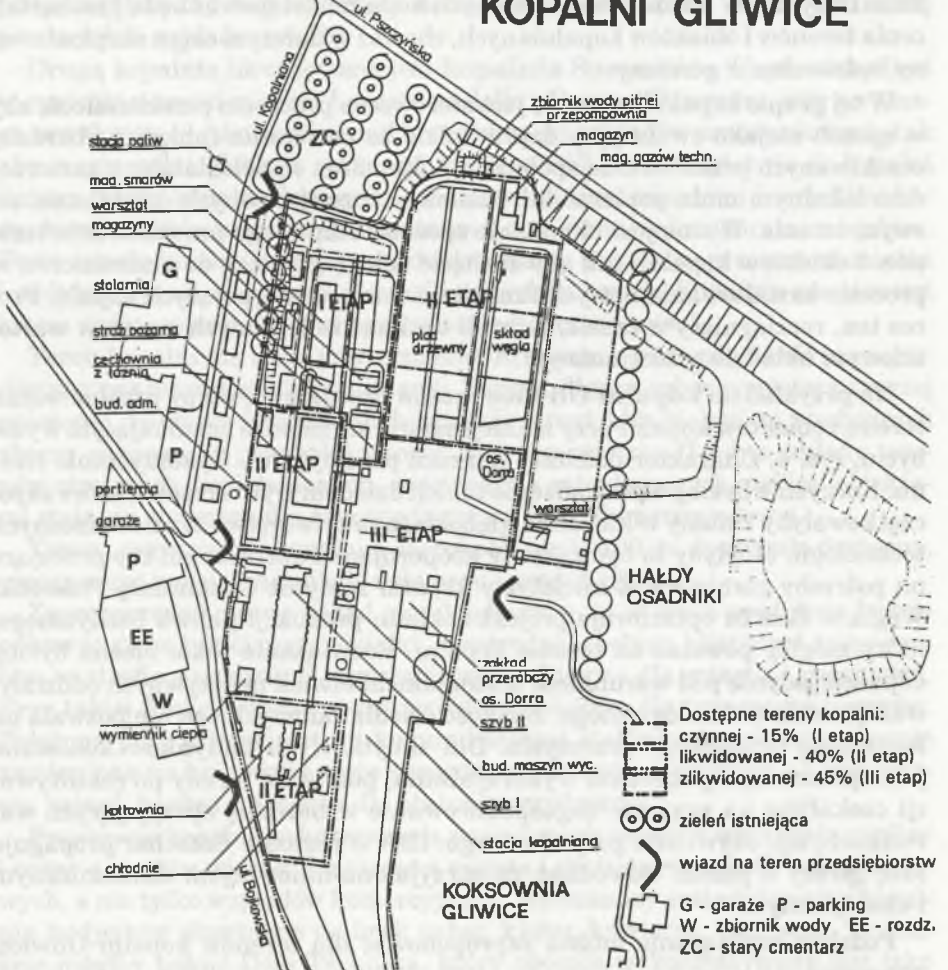 KOPALNI GLIWICE
ul. Pszczyńska
ul. Kopalniana
ZC
zbiornik wody pitnej
przepompownia
magazyn
mag. gazów techn.
stacja paliw
mag. smarów
warsztat
magazyny
G
stolarnia
straż pożarna
cechownia
z łaźnią
bud. adm.
P
portiernia
garaże
P
EE
W
wymiennik ciepła
kotłownia
chłodnie
I ETAP
II ETAP
plac
drzewny
skład
węgla
os.
Dorra
II ETAP
warsztat
III ETAP
HAŁDY
OSADNIKI
zakład
przeróbczy
os. Dorra
szyb II
bud. maszyn wyc.
szyb I
stacja kopalniana
II ETAP
KOKSOWNIA
GLIWICE
ul. Bojkowska
Dostępne tereny kopalni:
czynnej - 15% (I etap)
likwidowanej - 40% (II etap)
zlikwidowanej - 45% (IIi etap)
zieleń istniejąca
wjazd na teren przedsiębiorstw
G - garaże P - parking
W - zbiornik wody EE - rozdz.
ZC - stary cmentarz